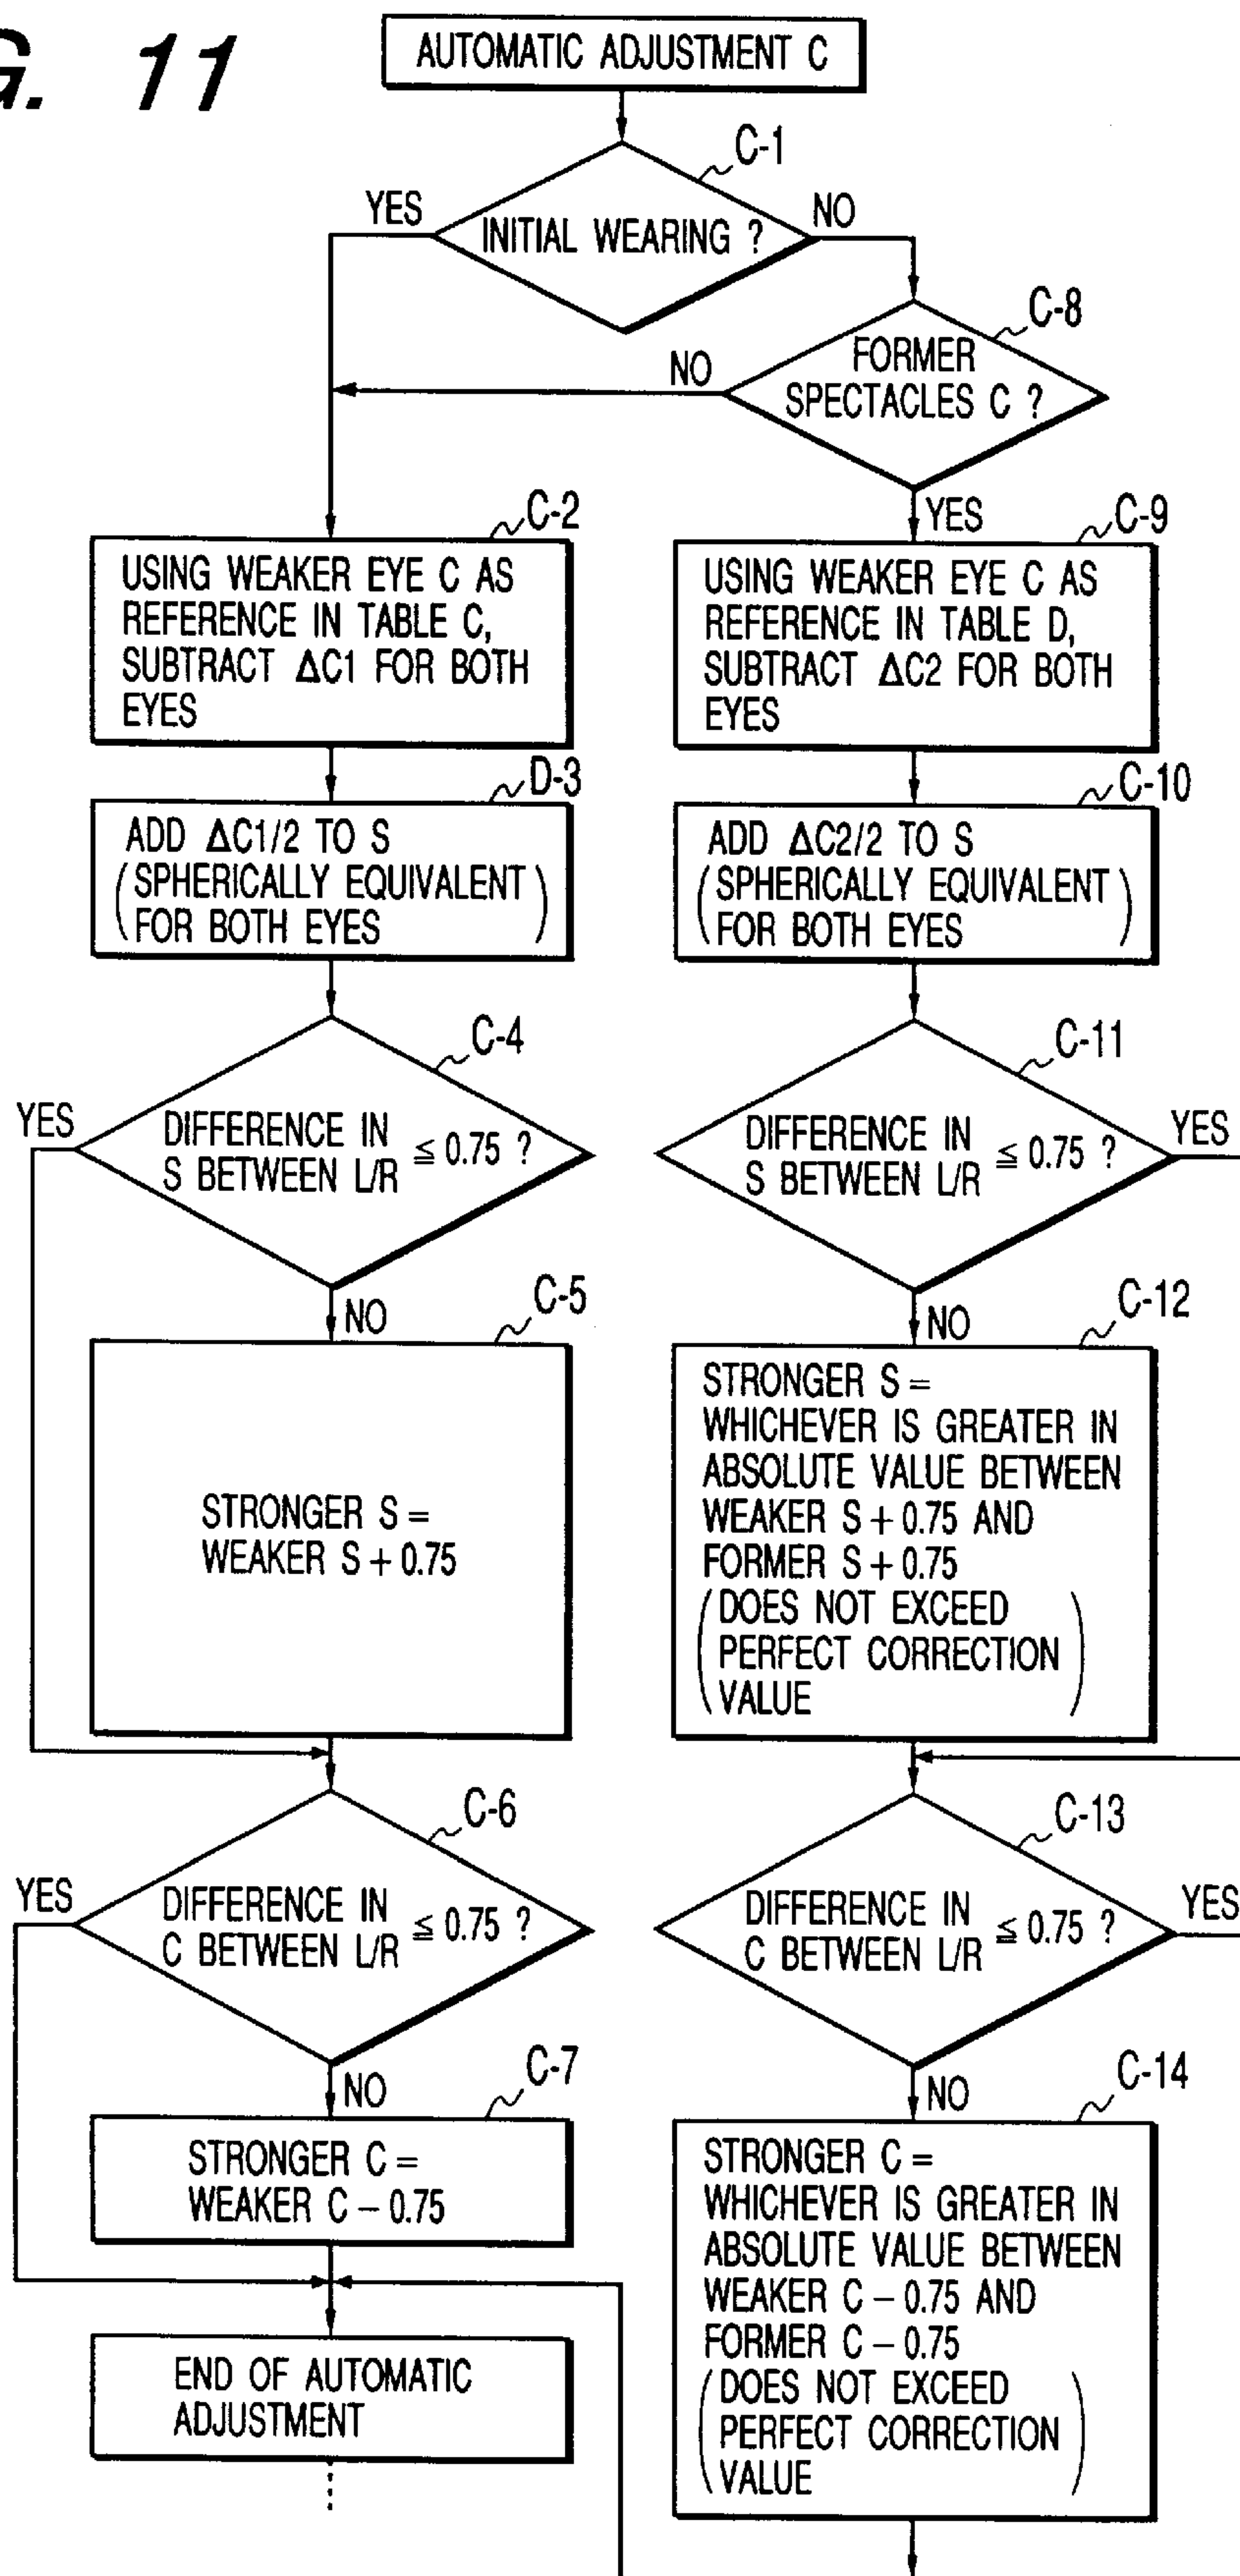 G. 11
AUTOMATIC ADJUSTMENT C
C-1
YES
INITIAL WEARING ?
NO
C-8
FORMER
SPECTACLES C ?
NO
YES
C-2
USING WEAKER EYE C AS
REFERENCE IN TABLE C,
SUBTRACT ΔC1 FOR BOTH
EYES
C-9
USING WEAKER EYE C AS
REFERENCE IN TABLE D,
SUBTRACT ΔC2 FOR BOTH
EYES
D-3
ADD ΔC1/2 TO S
(SPHERICALLY EQUIVALENT
FOR BOTH EYES)
C-10
ADD ΔC2/2 TO S
(SPHERICALLY EQUIVALENT
FOR BOTH EYES)
C-4
YES
DIFFERENCE IN
S BETWEEN L/R ≦ 0.75 ?
NO
C-11
DIFFERENCE IN
S BETWEEN L/R ≦ 0.75 ?
YES
NO
C-5
STRONGER S =
WEAKER S + 0.75
C-12
STRONGER S =
WHICHEVER IS GREATER IN
ABSOLUTE VALUE BETWEEN
WEAKER S + 0.75 AND
FORMER S + 0.75
(DOES NOT EXCEED
PERFECT CORRECTION
VALUE)
C-6
YES
DIFFERENCE IN
C BETWEEN L/R ≦ 0.75 ?
NO
C-13
DIFFERENCE IN
C BETWEEN L/R ≦ 0.75 ?
YES
NO
C-7
STRONGER C =
WEAKER C - 0.75
C-14
STRONGER C =
WHICHEVER IS GREATER IN
ABSOLUTE VALUE BETWEEN
WEAKER C - 0.75 AND
FORMER C - 0.75
(DOES NOT EXCEED
PERFECT CORRECTION
VALUE)
END OF AUTOMATIC
ADJUSTMENT